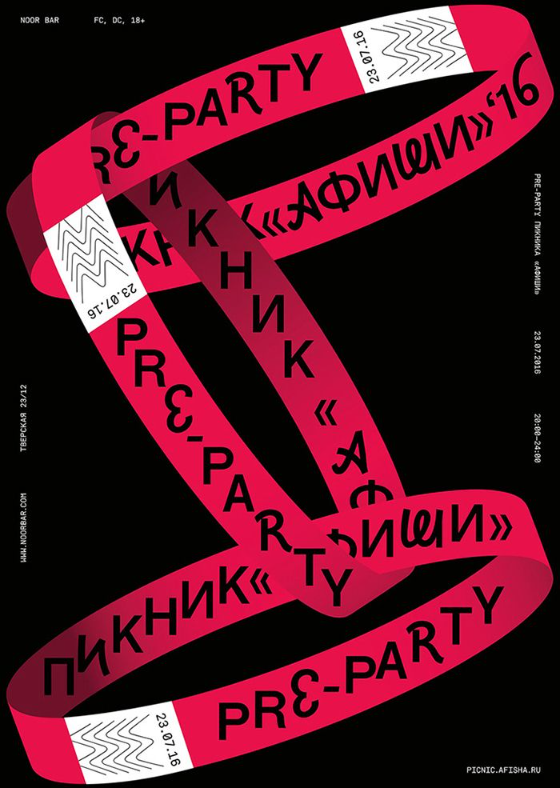 NOOR BAR
FC, DC, 18+
23.07.16
PRE-PARTY
ПИКНИК«АФИШИ»'16
23.07.16
ПИКНИК «АФИШИ»
PRE-PARTY
PRE-PARTY ПИКНИКА «АФИШИ»
23.07.2016
20:00—24:00
ТВЕРСКАЯ 23/12
WWW.NOORBAR.COM
ПИКНИК«АФИШИ»
PRE-PARTY
23.07.16
PICNIC.AFISHA.RU